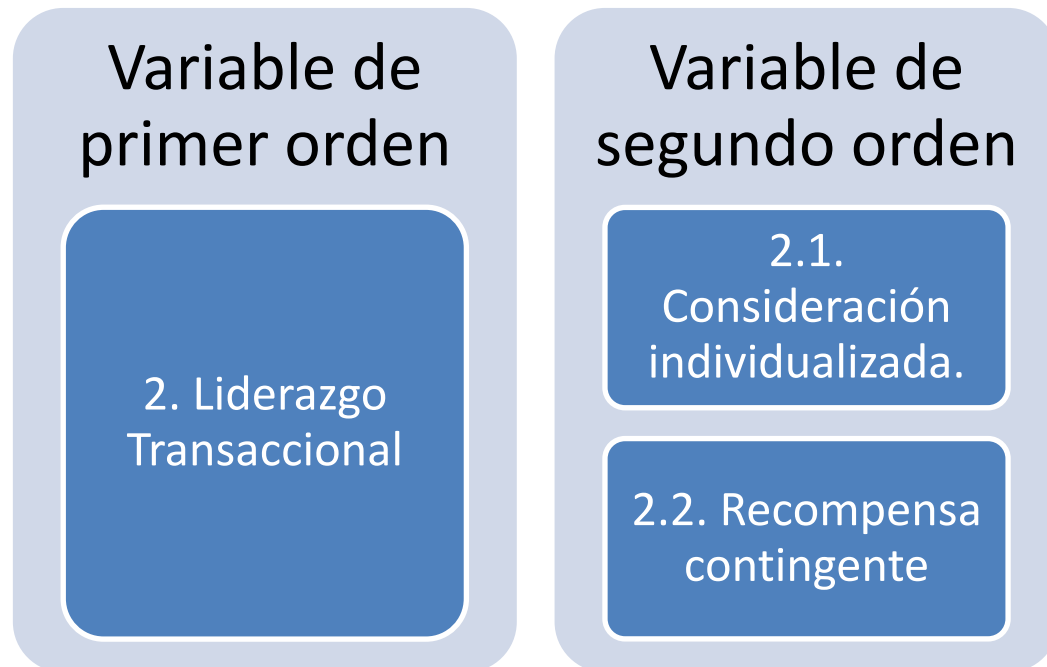 Variable de
primer orden
2. Liderazgo
Transaccional
Variable de
segundo orden
2.1.
Consideración
individualizada.
2.2. Recompensa
contingente